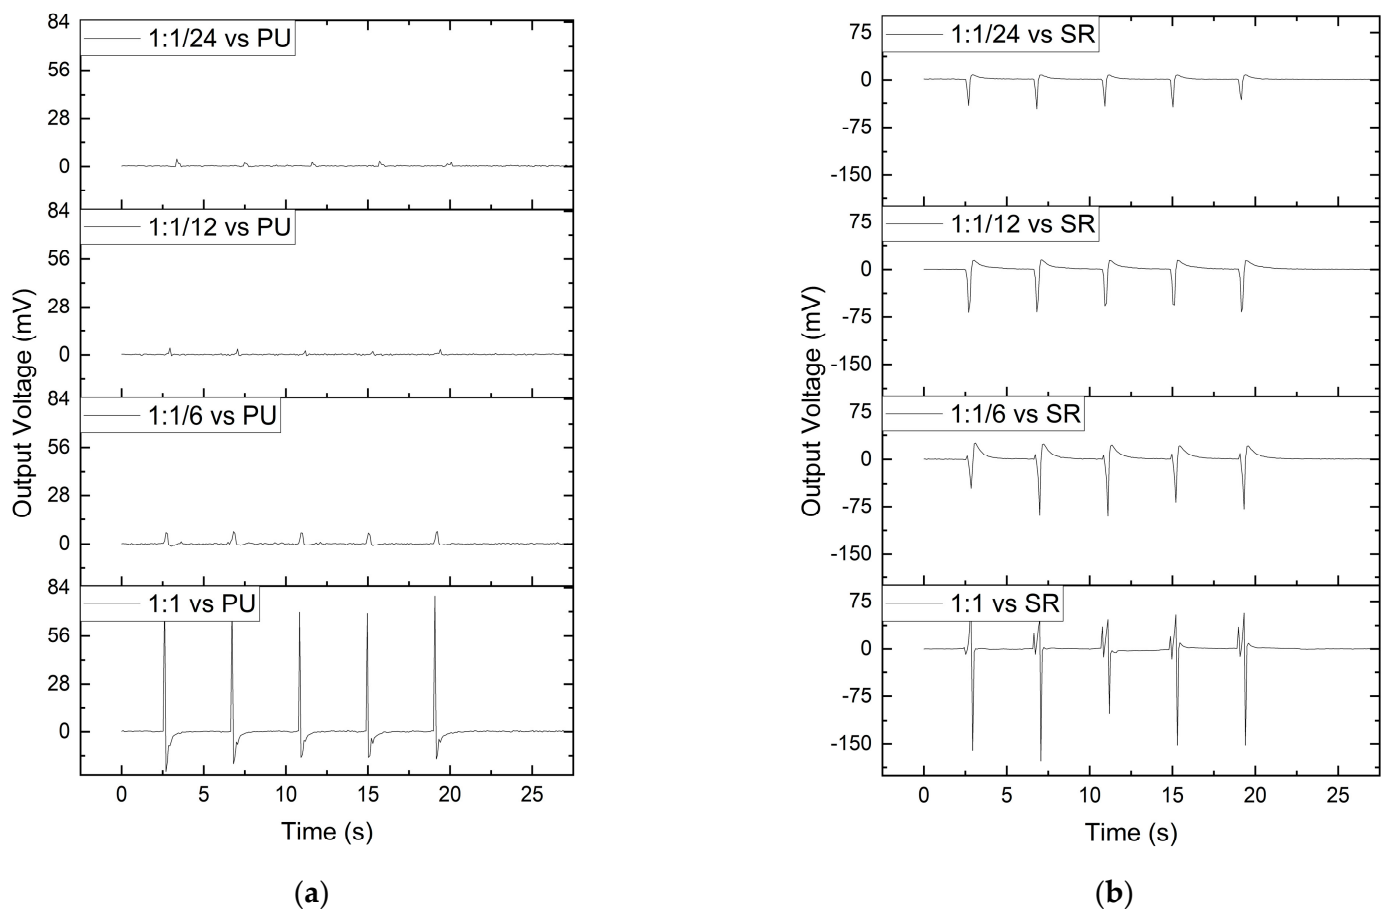 Output Voltage (mV)
84
1:1/24 vs PU
56
28
0
84
1:1/12 vs PU
56
28
0
84
1:1/6 vs PU
56
28
0
84
1:1 vs PU
56
28
0
0 5 10 15 20 25
Time (s)
(a)
Output Voltage (mV)
75
1:1/24 vs SR
0
-75
-150
75
1:1/12 vs SR
0
-75
-150
75
1:1/6 vs SR
0
-75
-150
75
1:1 vs SR
0
-75
-150
0 5 10 15 20 25
Time (s)
(b)